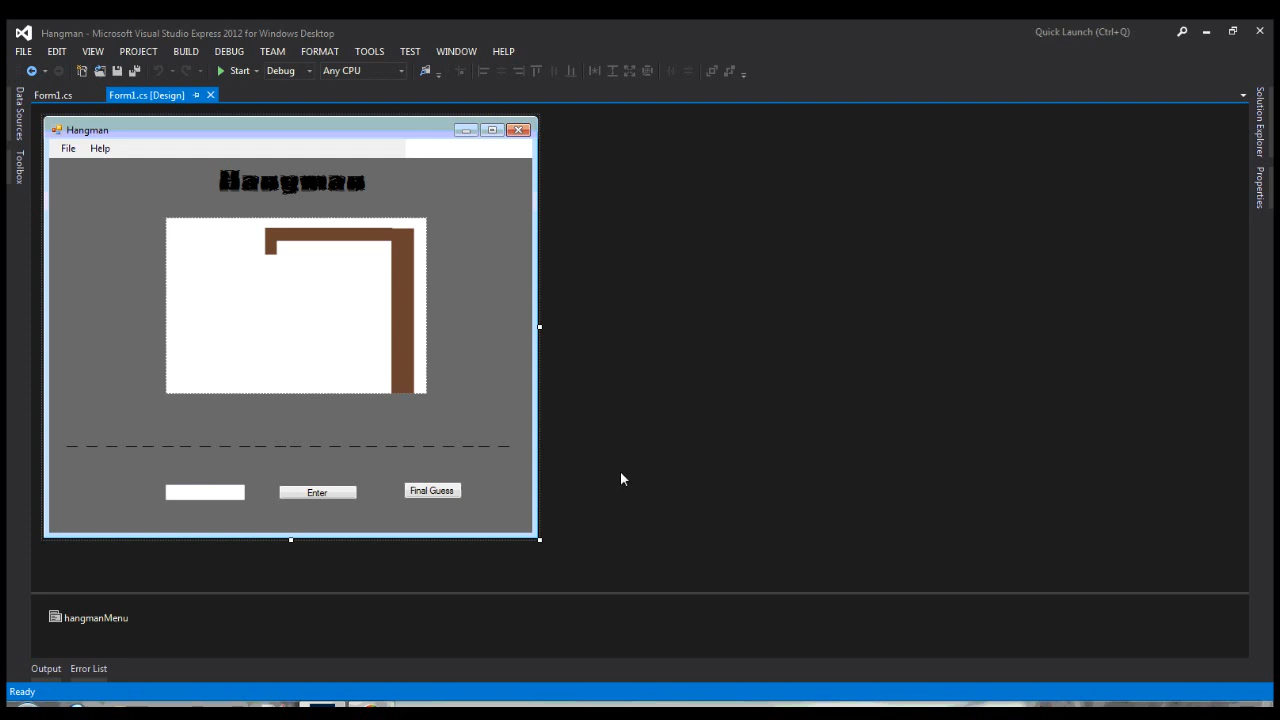 Hangman - Microsoft Visual Studio Express 2012 for Windows Desktop
Quick Launch (Ctrl+Q)
FILE EDIT VIEW PROJECT BUILD DEBUG TEAM FORMAT TOOLS TEST WINDOW HELP
Start Debug Any CPU
Form1.cs Form1.cs [Design]
Data Sources
Toolbox
Solution Explorer
Properties
Hangman
File Help
Hangman
Enter Final Guess
hangmanMenu
Output Error List
Ready